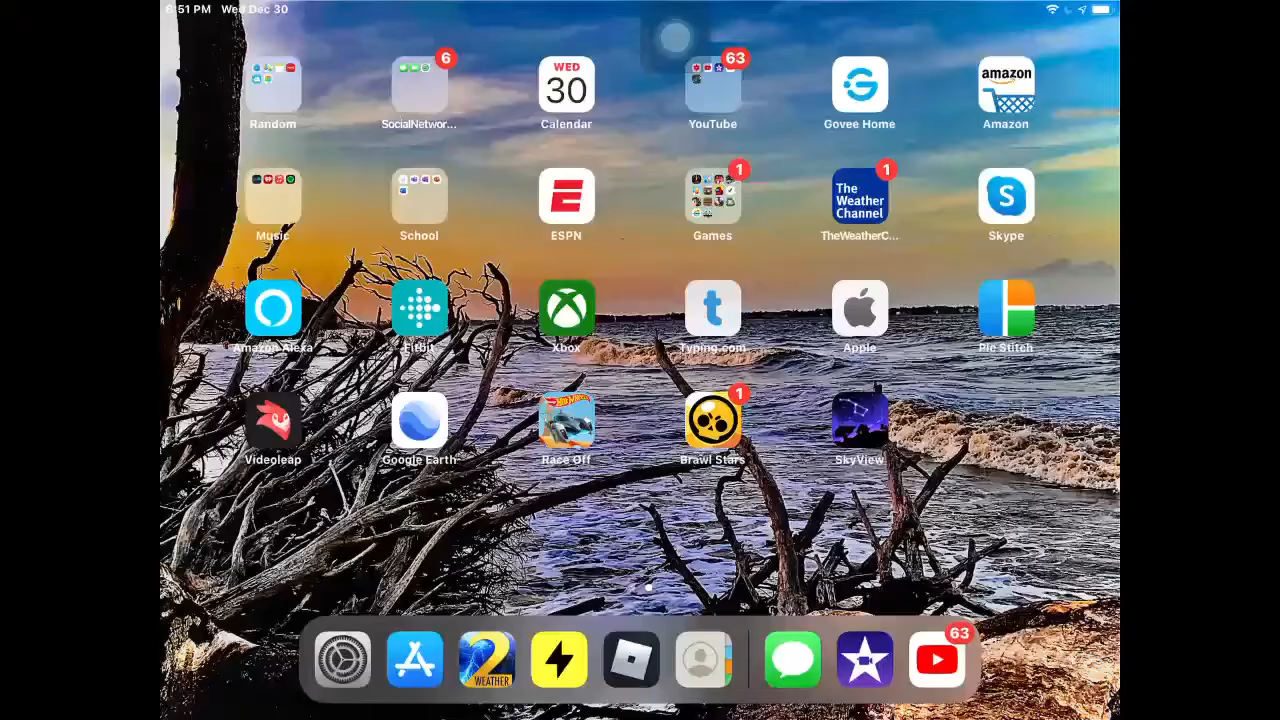 6:51 PM Wed Dec 30
6
63
WED
30
amazon
Random
SocialNetwor...
Calendar
YouTube
Govee Home
Amazon
1
1
The
Weather
Channel
Music
School
ESPN
Games
TheWeatherC...
Skype
t
Amazon Alexa
Fitbit
Xbox
Typing.com
Apple
Pic Stitch
1
HOT WHEELS
Videoleap
Google Earth
Race Off
Brawl Stars
SkyView
63
2
WEATHER